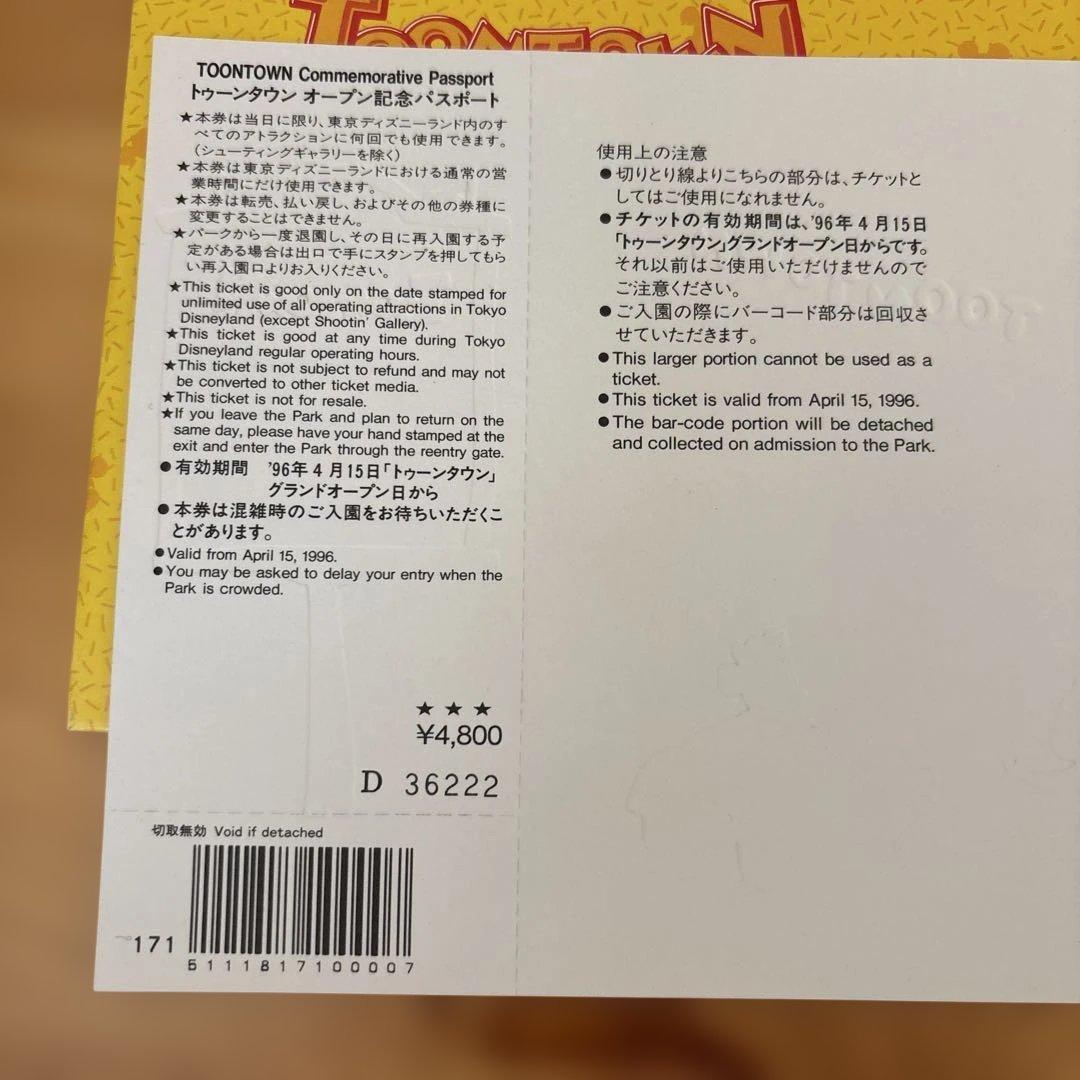 TOONTOWN
TOONTOWN Commemorative Passport
トゥーンタウン オープン記念パスポート
★本券は当日に限り、東京ディズニーランド内のす
べてのアトラクションに何回でも使用できます。
（シューティングギャラリーを除く）
★本券は東京ディズニーランドにおける通常の営
業時間にだけ使用できます。
★本券は転売、払い戻し、およびその他の券種に
変更することはできません。
★パークから一度退園し、その日に再入園する予
定がある場合は出口で手にスタンプを押してもら
い再入園口よりお入りください。
★This ticket is good only on the date stamped for
unlimited use of all operating attractions in Tokyo
Disneyland (except Shootin' Gallery).
★This ticket is good at any time during Tokyo
Disneyland regular operating hours.
★This ticket is not subject to refund and may not
be converted to other ticket media.
★This ticket is not for resale.
★If you leave the Park and plan to return on the
same day, please have your hand stamped at the
exit and enter the Park through the reentry gate.
●有効期間 '96年4月15日「トゥーンタウン」
グランドオープン日から
●本券は混雑時のご入園をお待ちいただくこ
とがあります。
●Valid from April 15, 1996.
●You may be asked to delay your entry when the
Park is crowded.
★ ★ ★
¥4,800
D 36222
切取無効 Void if detached
171
5111817100007
使用上の注意
●切りとり線よりこちらの部分は、チケットと
してはご使用になれません。
●チケットの有効期間は、'96年4月15日
「トゥーンタウン」グランドオープン日からです。
それ以前はご使用いただけませんので
ご注意ください。
●ご入園の際にバーコード部分は回収さ
せていただきます。
●This larger portion cannot be used as a
ticket.
●This ticket is valid from April 15, 1996.
●The bar-code portion will be detached
and collected on admission to the Park.